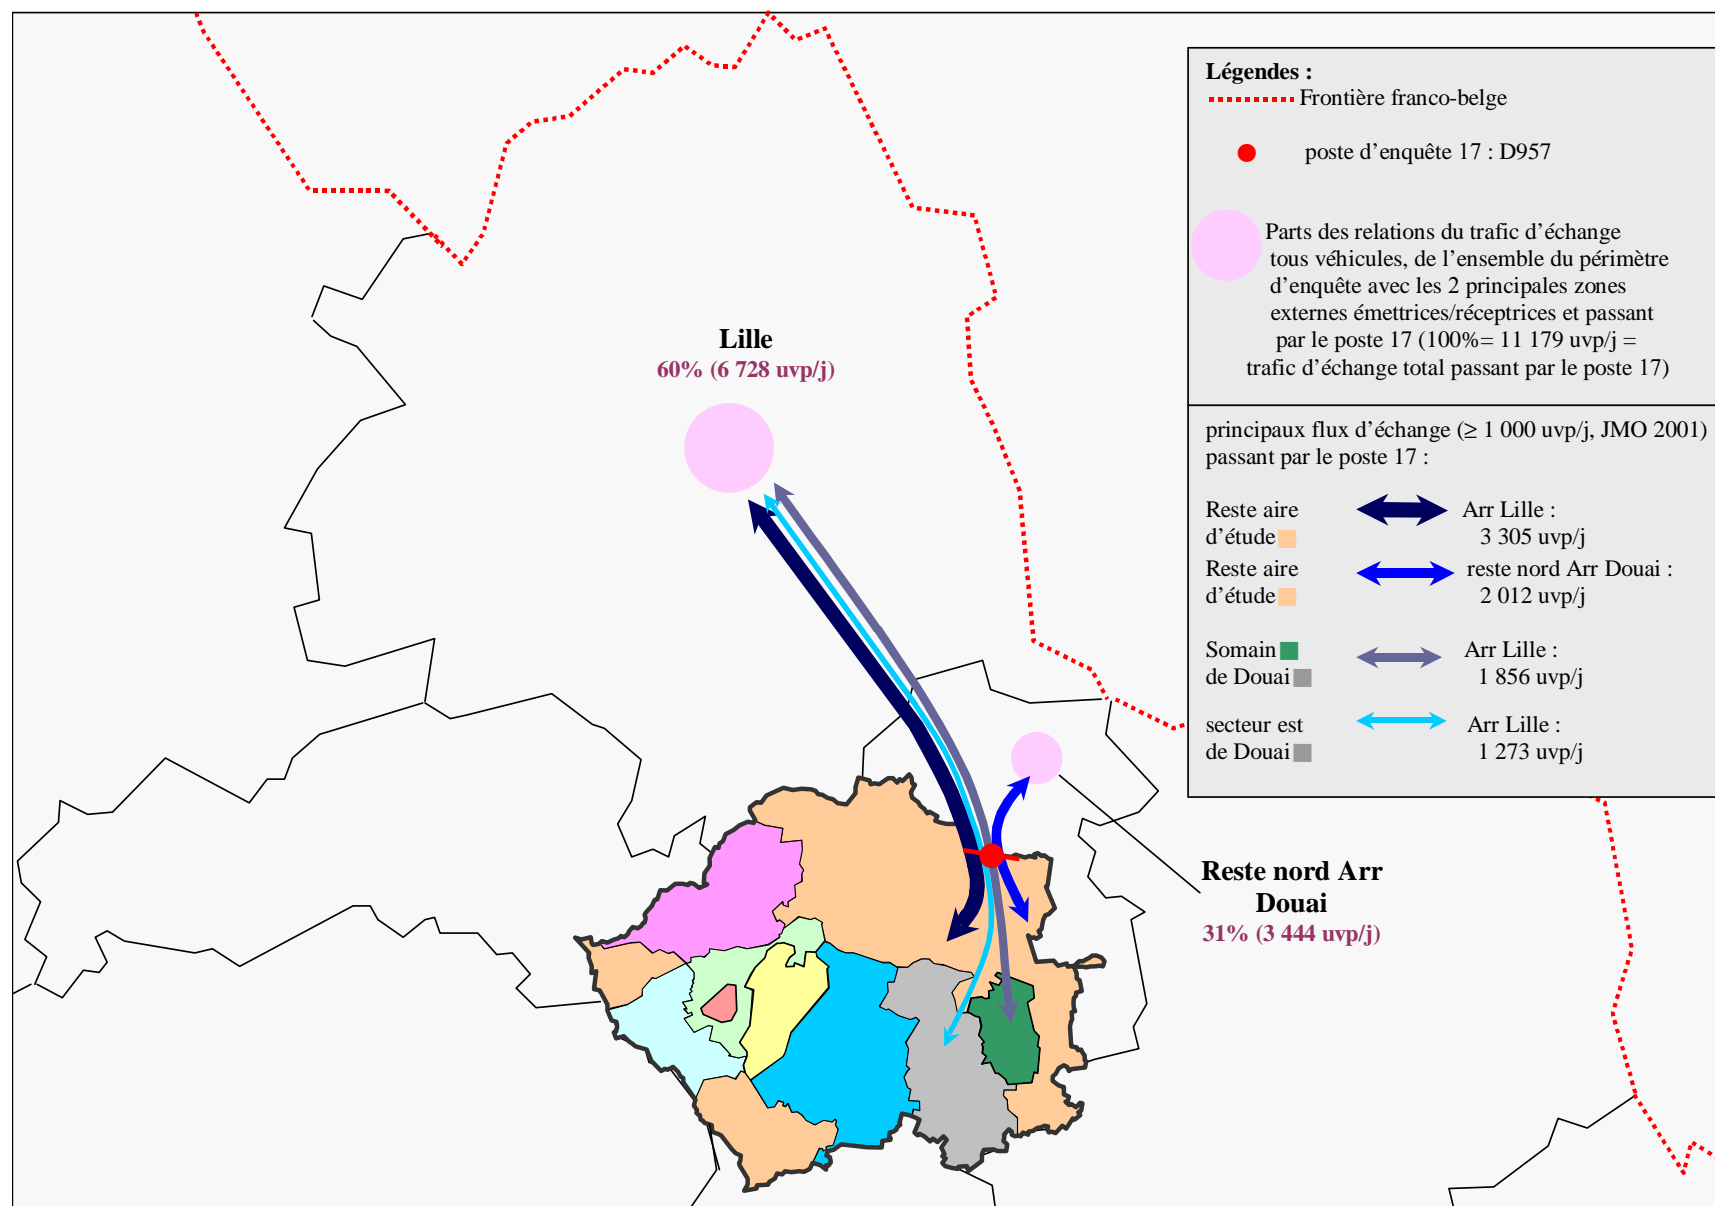 Légendes :
Frontière franco-belge
poste d'enquête 17 : D957
Parts des relations du trafic d'échange
tous véhicules, de l'ensemble du périmètre
d'enquête avec les 2 principales zones
externes émettrices/réceptrices et passant
par le poste 17 (100%= 11 179 uvp/j =
trafic d'échange total passant par le poste 17)
principaux flux d'échange (≥ 1 000 uvp/j, JMO 2001)
passant par le poste 17 :
Reste aire Arr Lille :
d'étude 3 305 uvp/j
Reste aire reste nord Arr Douai :
d'étude 2 012 uvp/j
Somain Arr Lille :
de Douai 1 856 uvp/j
secteur est Arr Lille :
de Douai 1 273 uvp/j
Lille
60% (6 728 uvp/j)
Reste nord Arr
Douai
31% (3 444 uvp/j)